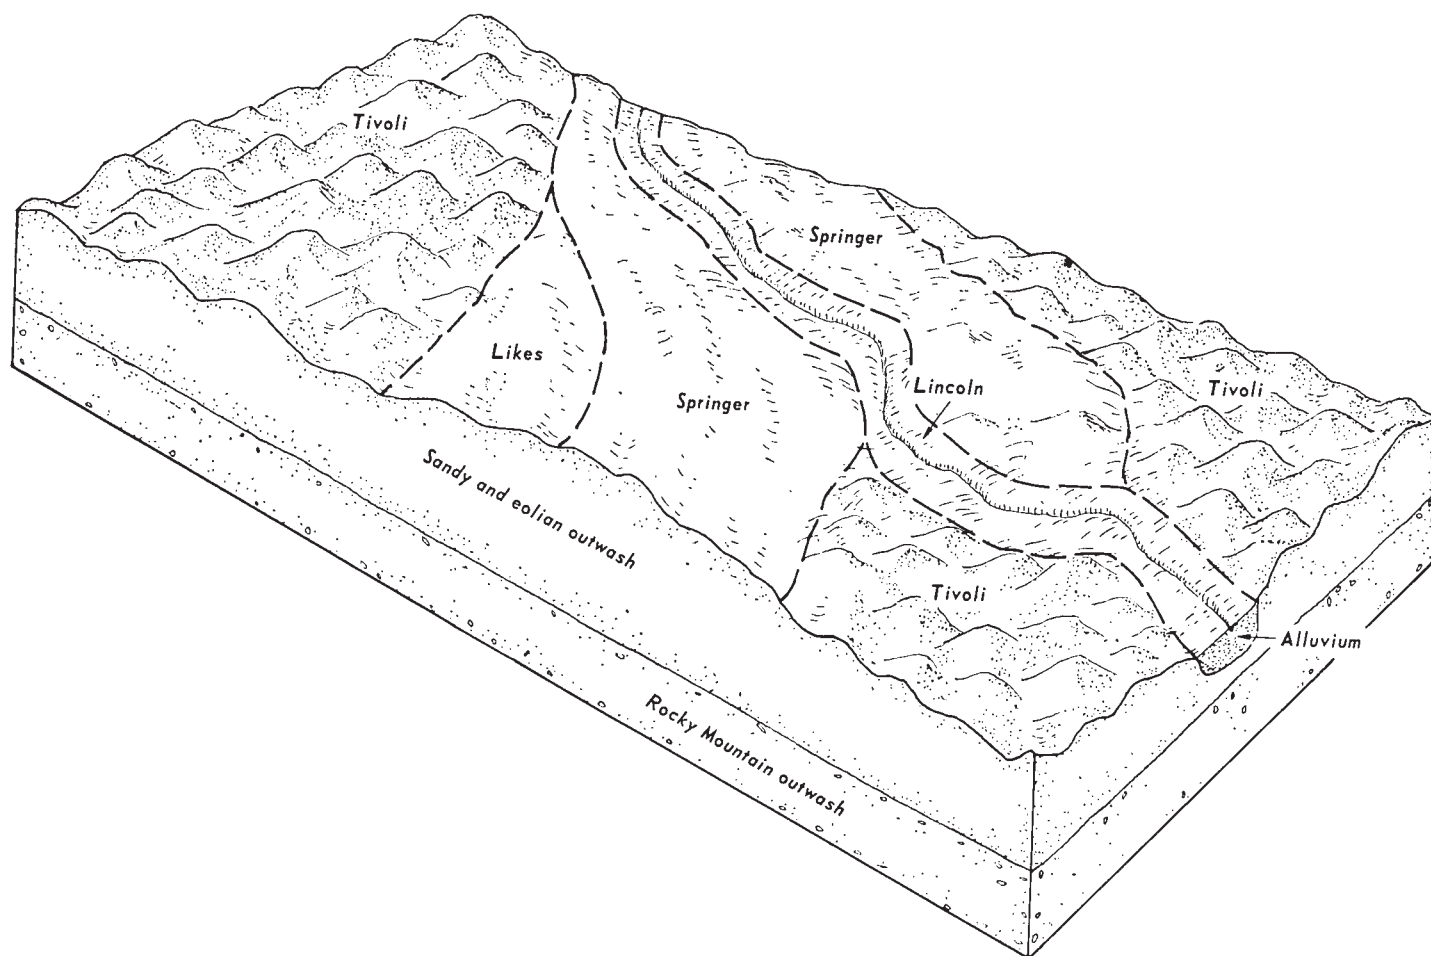 Tivoli
Springer
Likes
Springer
Lincoln
Tivoli
Sandy and eolian outwash
Tivoli
Alluvium
Rocky Mountain outwash